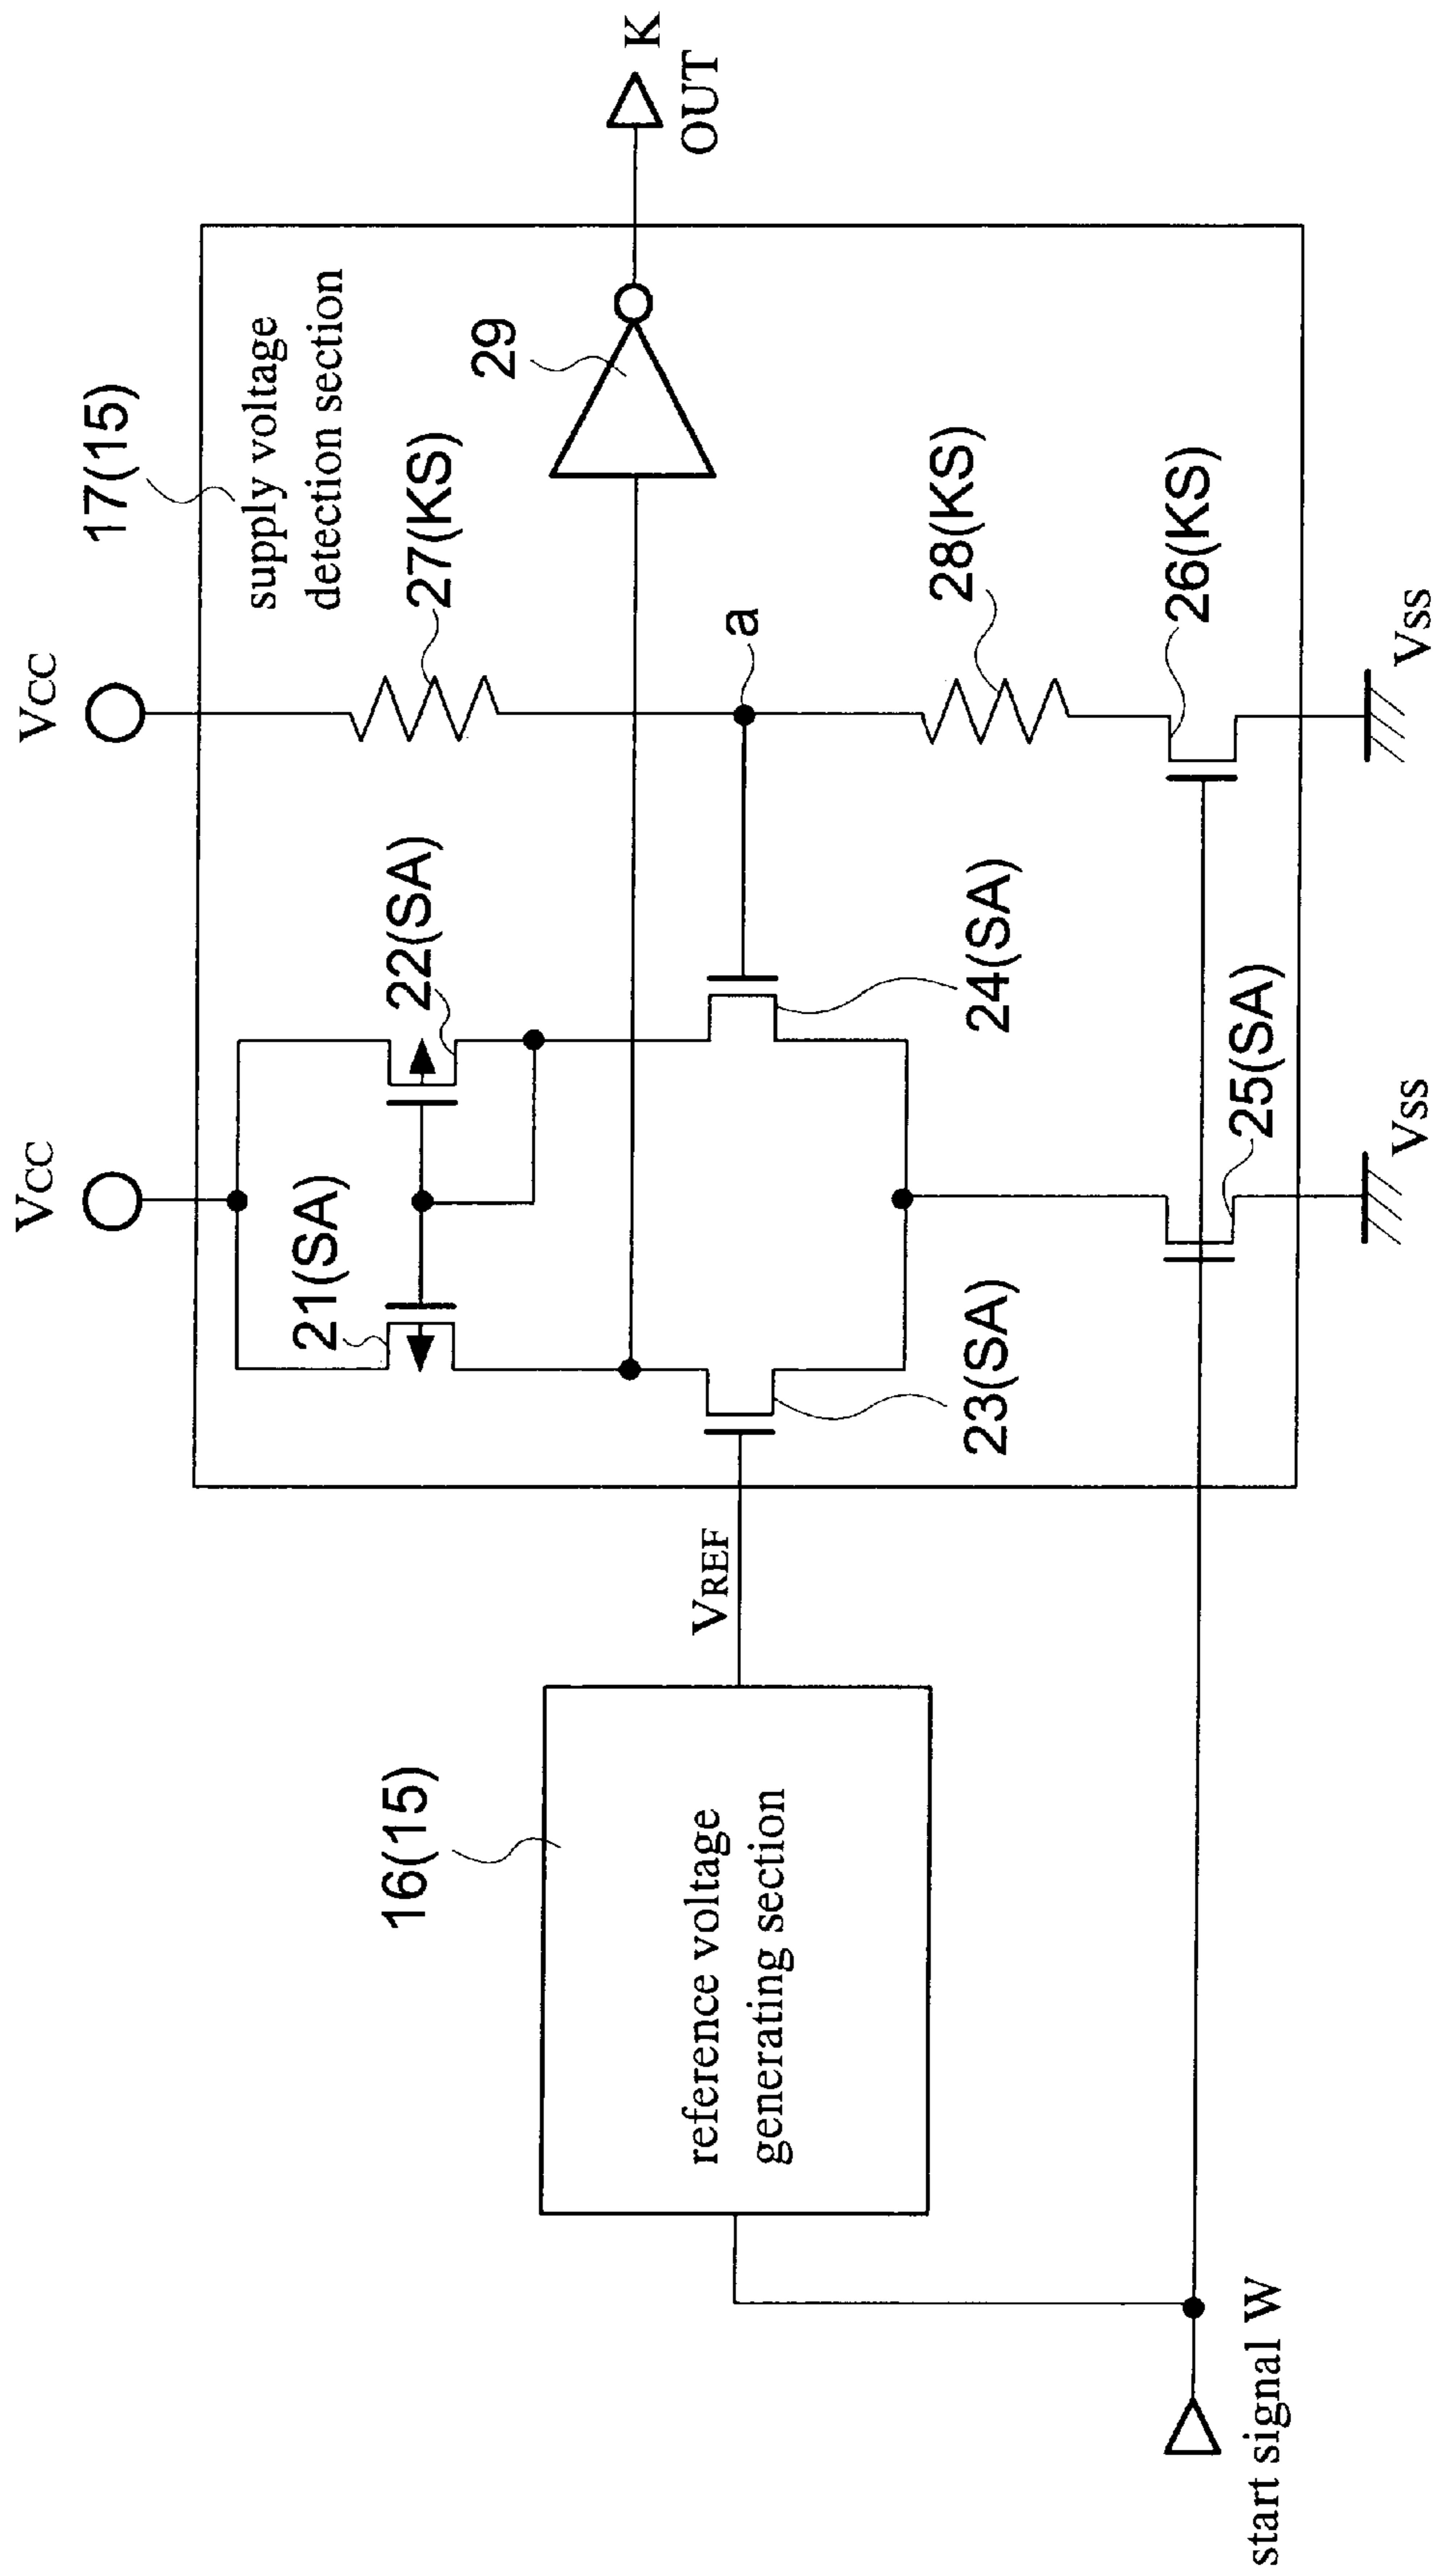 17(15)
Vcc
Vcc
supply voltage
detection section
21(SA)
22(SA)
27(KS)
29
K
OUT
16(15)
VREF
a
reference voltage
generating section
23(SA)
24(SA)
28(KS)
25(SA)
26(KS)
start signal W
Vss
Vss